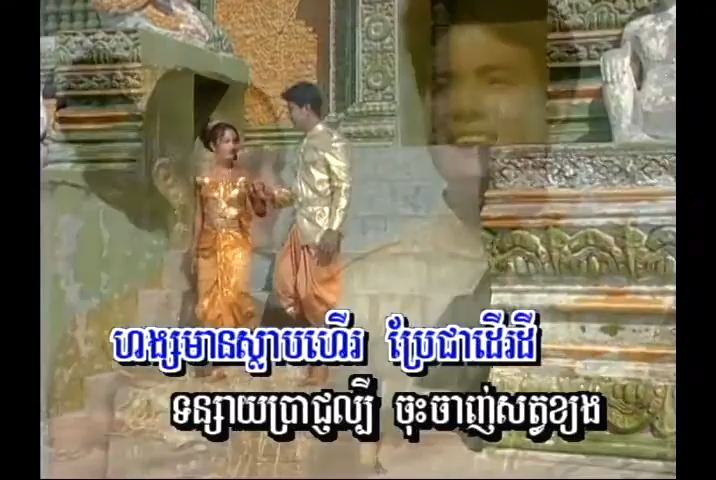 ហង្សមានស្លាបហើរ ប្រែជាដើរដី
ទន្សាយប្រាជ្ញល្បី ចុះចាញ់សត្វខ្យង